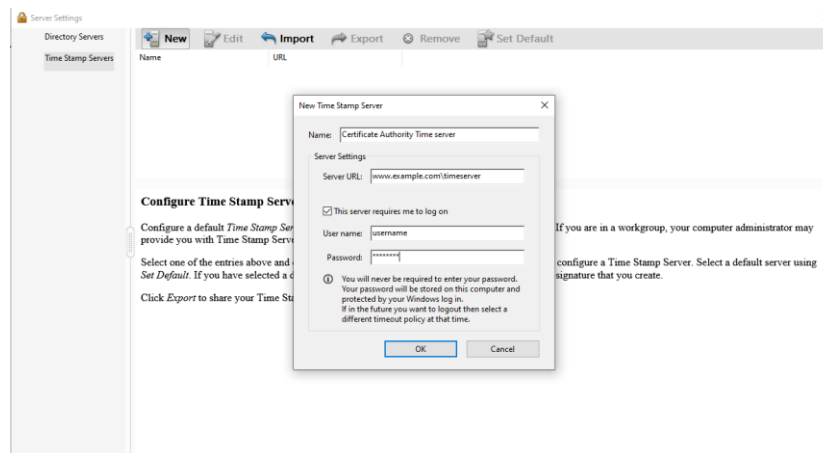 Server Settings
Directory Servers
Time Stamp Servers
New Edit Import Export Remove Set Default
Name URL
New Time Stamp Server
Name: Certificate Authority Time server
Server Settings
Server URL: www.example.com\timeserver
This server requires me to log on
User name: username
Password: ********
You will never be required to enter your password.
Your password will be stored on this computer and
protected by your Windows log in.
If in the future you want to logout then select a
different timeout policy at that time.
OK Cancel
Configure Time Stamp Serve
Configure a default Time Stamp Ser If you are in a workgroup, your computer administrator may
provide you with Time Stamp Serve
Select one of the entries above and configure a Time Stamp Server. Select a default server using
Set Default. If you have selected a d signature that you create.
Click Export to share your Time Sta